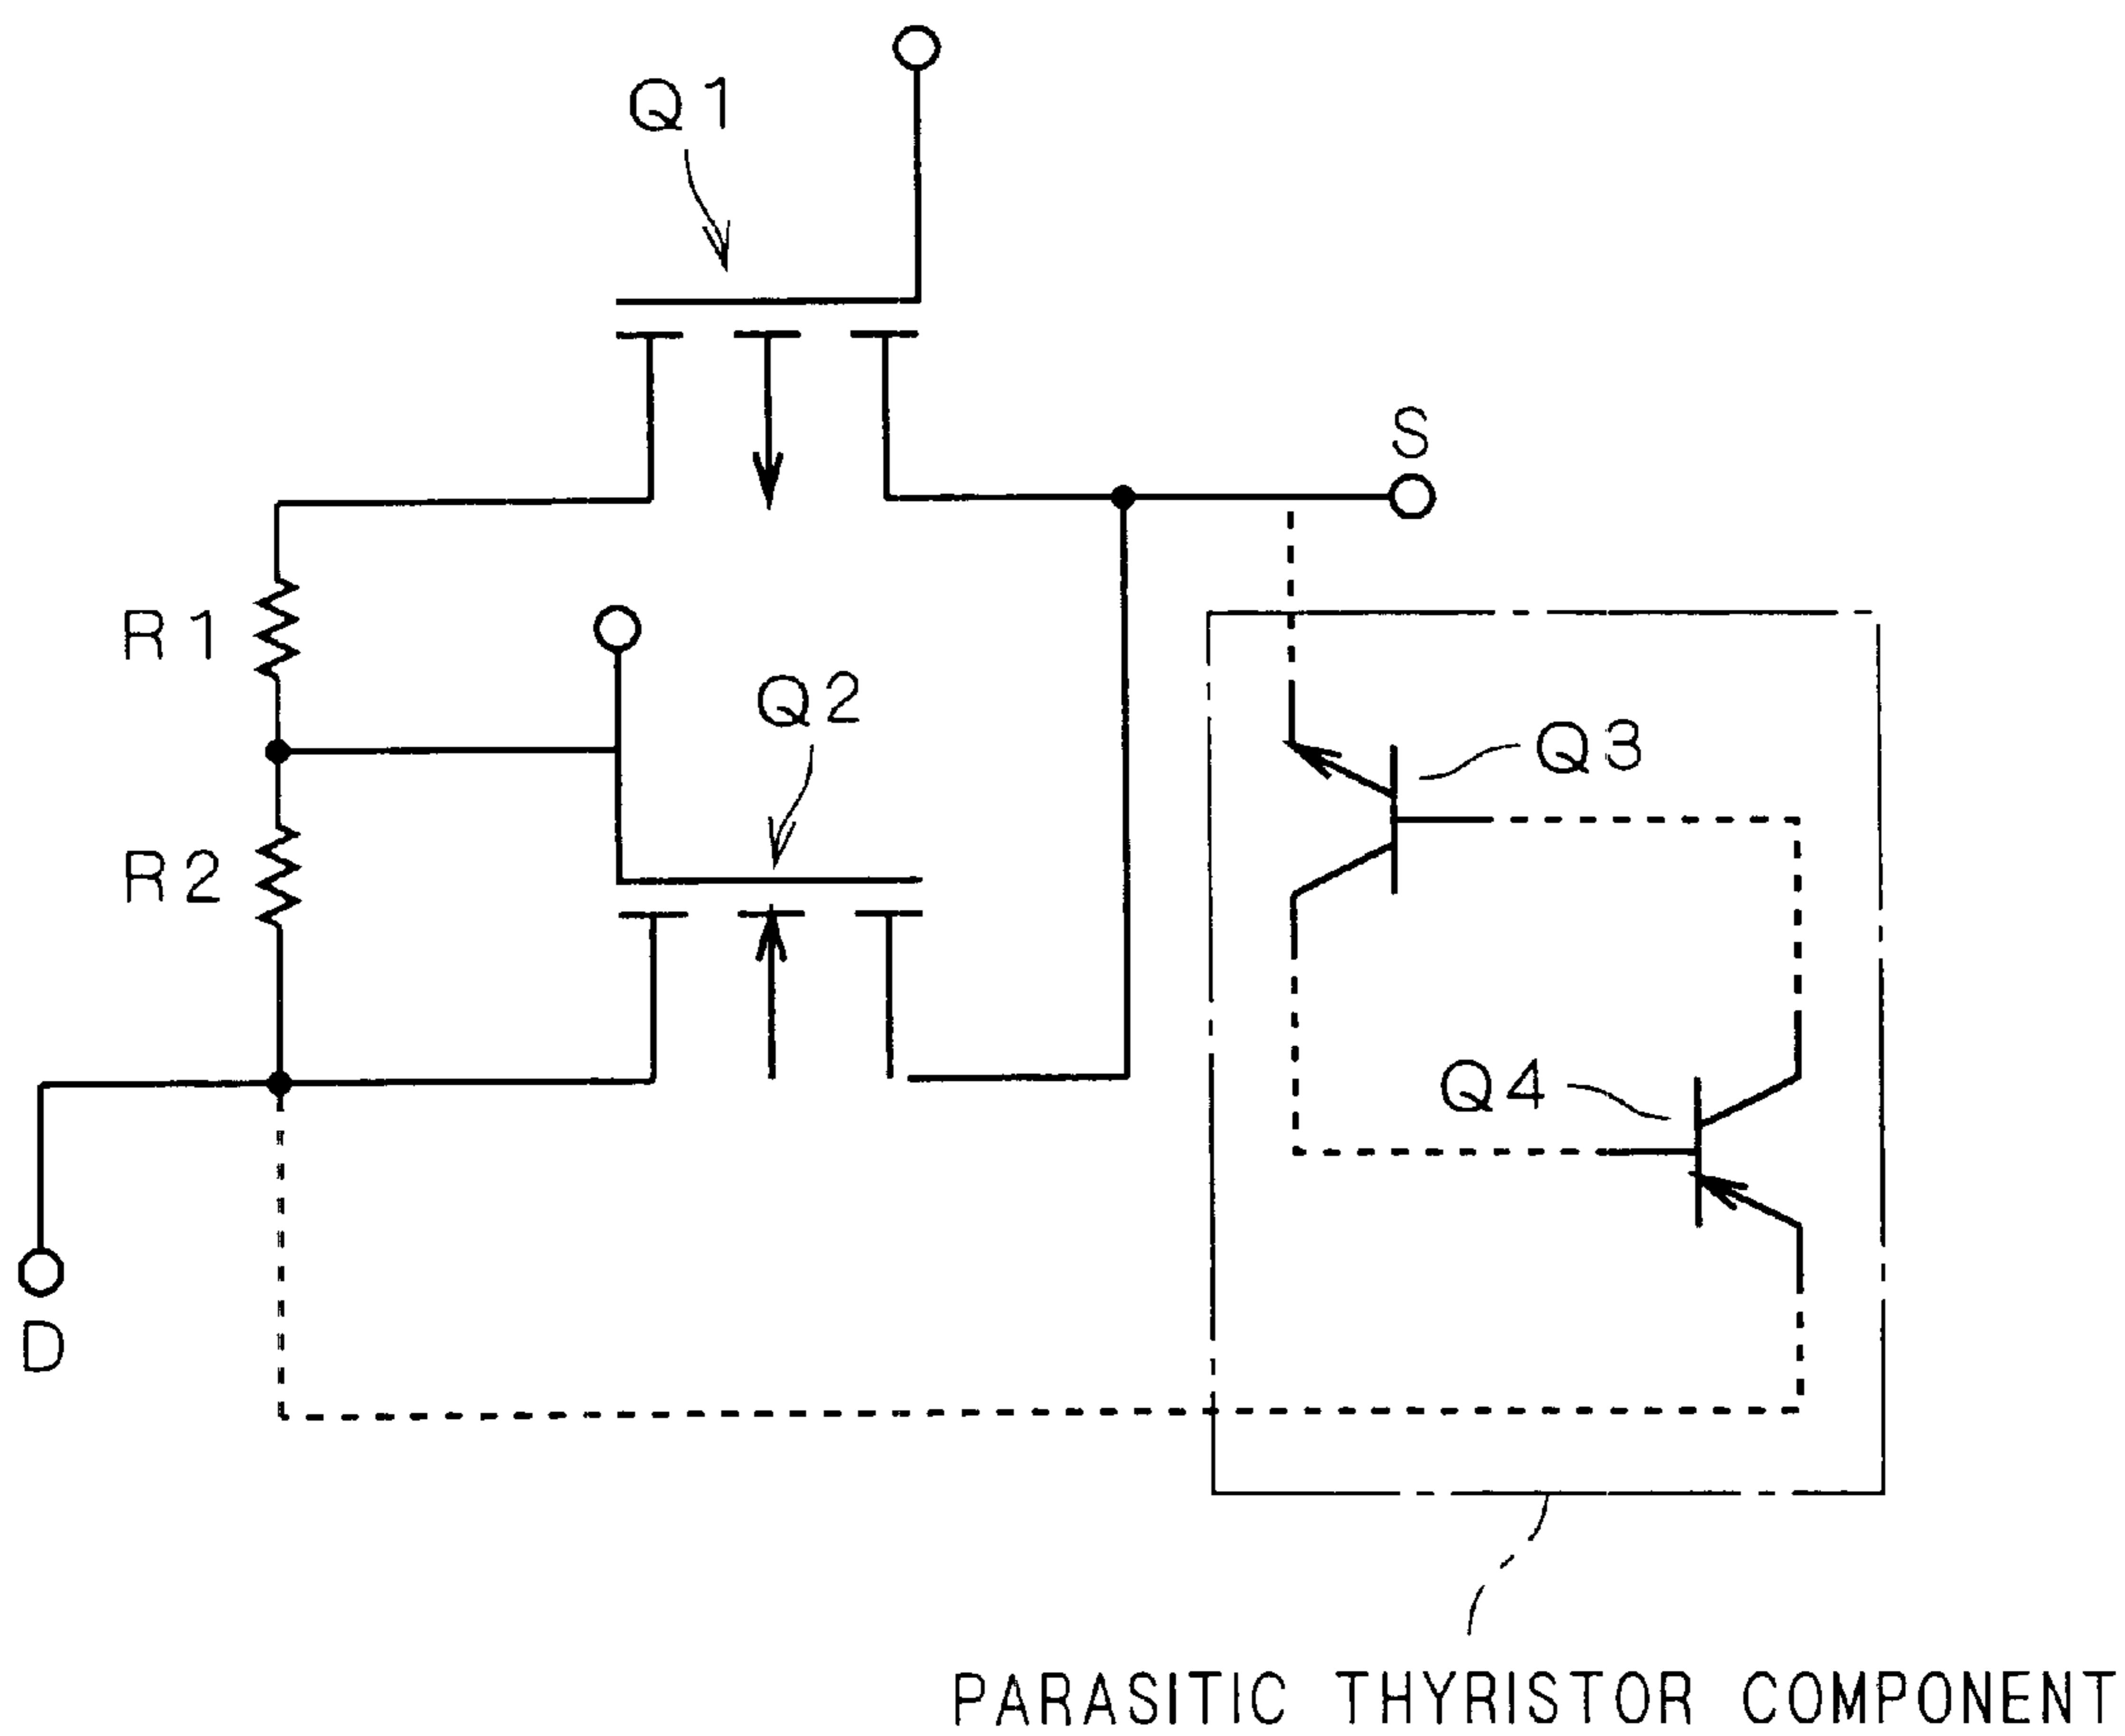 Q1
S
R1
Q2
Q3
R2
Q4
D
PARASITIC THYRISTOR COMPONENT